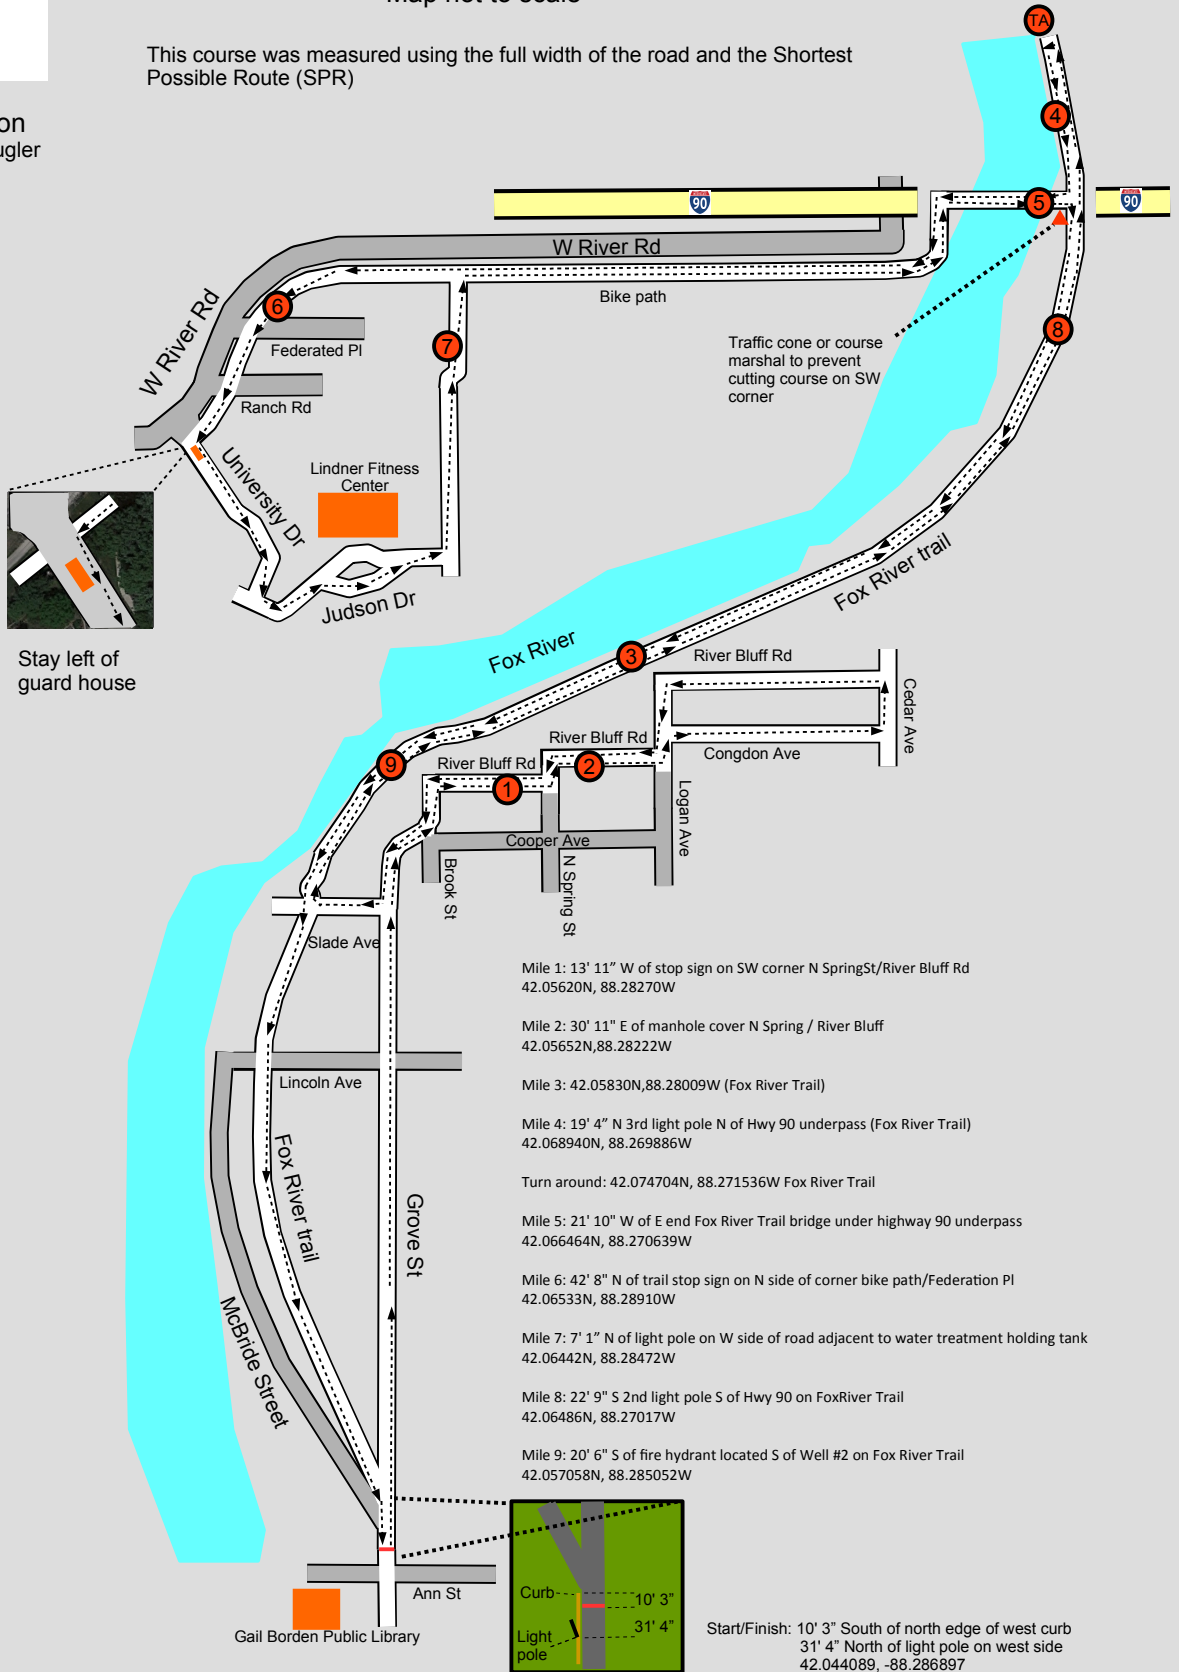 Map not to scale
This course was measured using the full width of the road and the Shortest
Possible Route (SPR)
TA
4
90
5
90
W River Rd
Bike path
W River Rd
6
Federated Pl
7
8
Traffic cone or course
marshal to prevent
cutting course on SW
corner
Ranch Rd
University Dr
Lindner Fitness
Center
Judson Dr
Stay left of
guard house
Fox River trail
Fox River
3
River Bluff Rd
Cedar Ave
Congdon Ave
River Bluff Rd
2
River Bluff Rd
1
9
Logan Ave
Cooper Ave
Brook St
N Spring St
Slade Ave
Lincoln Ave
Fox River trail
Grove St
McBride Street
Mile 1: 13' 11” W of stop sign on SW corner N SpringSt/River Bluff Rd
42.05620N, 88.28270W
Mile 2: 30' 11" E of manhole cover N Spring / River Bluff
42.05652N,88.28222W
Mile 3: 42.05830N,88.28009W (Fox River Trail)
Mile 4: 19' 4” N 3rd light pole N of Hwy 90 underpass (Fox River Trail)
42.068940N, 88.269886W
Turn around: 42.074704N, 88.271536W Fox River Trail
Mile 5: 21' 10" W of E end Fox River Trail bridge under highway 90 underpass
42.066464N, 88.270639W
Mile 6: 42' 8" N of trail stop sign on N side of corner bike path/Federation Pl
42.06533N, 88.28910W
Mile 7: 7' 1” N of light pole on W side of road adjacent to water treatment holding tank
42.06442N, 88.28472W
Mile 8: 22' 9" S 2nd light pole S of Hwy 90 on FoxRiver Trail
42.06486N, 88.27017W
Mile 9: 20' 6" S of fire hydrant located S of Well #2 on Fox River Trail
42.057058N, 88.285052W
Ann St
Gail Borden Public Library
Curb
10' 3”
31' 4”
Light
pole
Start/Finish: 10' 3” South of north edge of west curb
31' 4” North of light pole on west side
42.044089, -88.286897